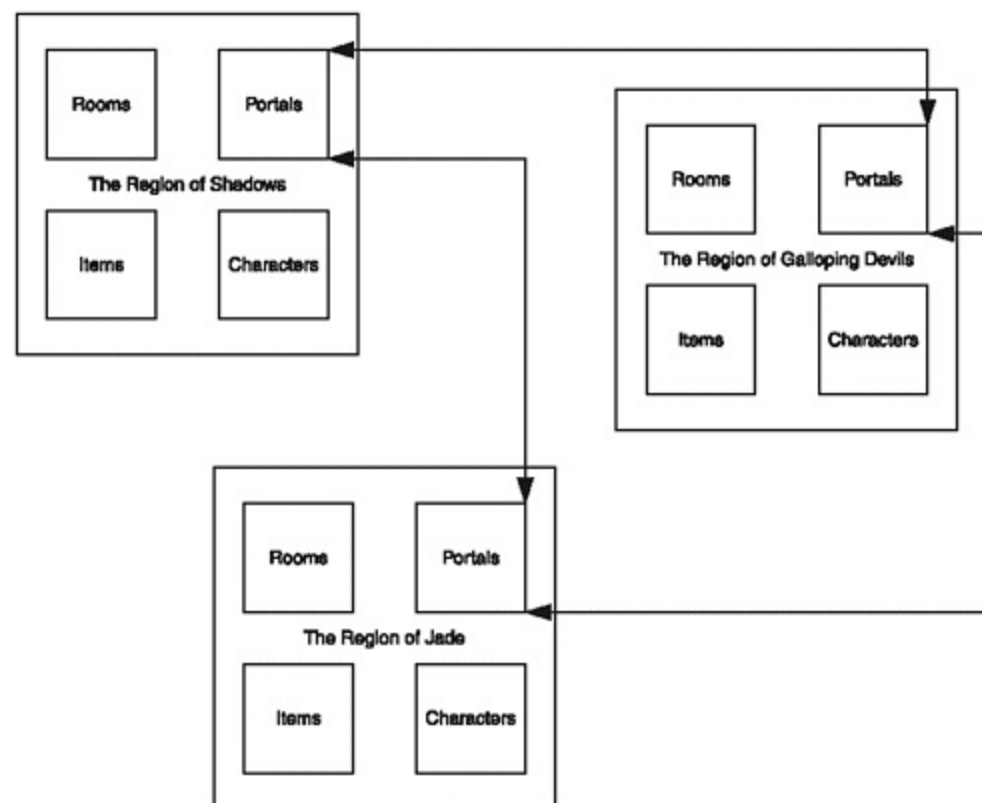 Rooms
Portals
The Region of Shadows
Items
Characters
Rooms
Portals
The Region of Galloping Devils
Items
Characters
Rooms
Portals
The Region of Jade
Items
Characters